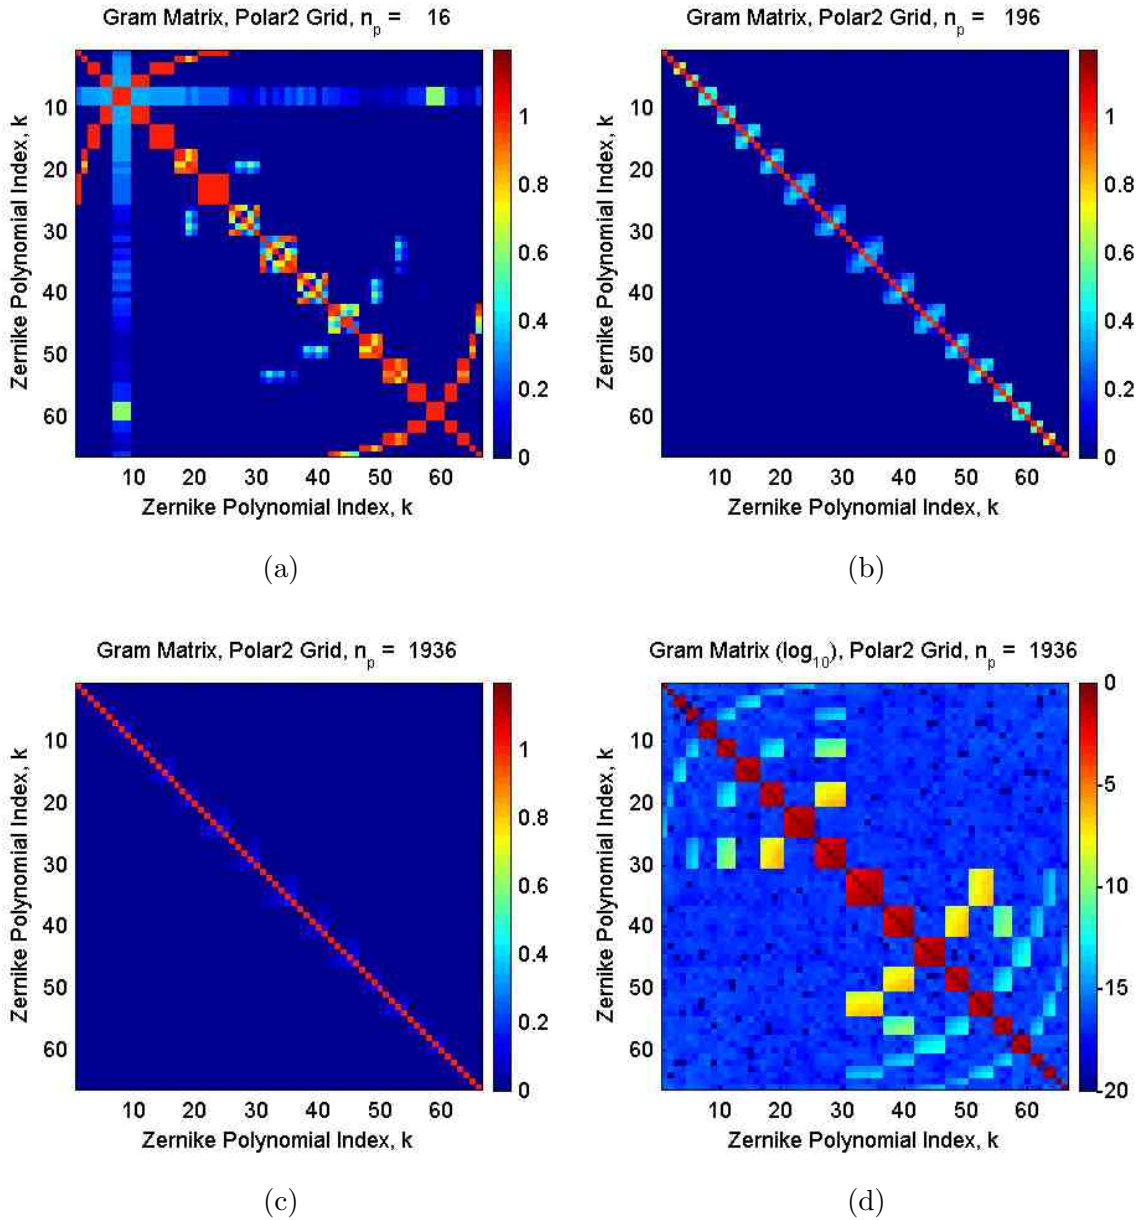 Gram Matrix, Polar2 Grid, n_p = 16
Zernike Polynomial Index, k
10
20
30
40
50
60
10 20 30 40 50 60
Zernike Polynomial Index, k
1
0.8
0.6
0.4
0.2
0
(a)
Gram Matrix, Polar2 Grid, n_p = 196
Zernike Polynomial Index, k
10
20
30
40
50
60
10 20 30 40 50 60
Zernike Polynomial Index, k
1
0.8
0.6
0.4
0.2
0
(b)
Gram Matrix, Polar2 Grid, n_p = 1936
Zernike Polynomial Index, k
10
20
30
40
50
60
10 20 30 40 50 60
Zernike Polynomial Index, k
1
0.8
0.6
0.4
0.2
0
(c)
Gram Matrix (log_10), Polar2 Grid, n_p = 1936
Zernike Polynomial Index, k
10
20
30
40
50
60
10 20 30 40 50 60
Zernike Polynomial Index, k
0
-5
-10
-15
-20
(d)